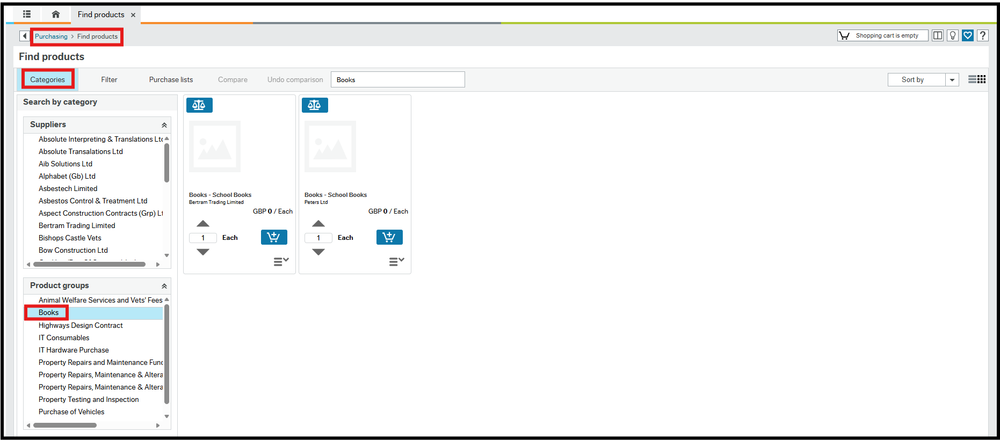 Find products ×
Purchasing > Find products
Shopping cart is empty
?
Find products
Categories Filter Purchase lists Compare Undo comparison Books Sort by
Search by category
Suppliers
Absolute Interpreting & Translations Ltd
Absolute Transalations Ltd
Aib Solutions Ltd
Alphabet (Gb) Ltd
Asbestech Limited
Asbestos Control & Treatment Ltd
Aspect Construction Contracts (Grp) Lt
Bertram Trading Limited
Bishops Castle Vets
Bow Construction Ltd
Product groups
Animal Welfare Services and Vets' Fees
Books
Highways Design Contract
IT Consumables
IT Hardware Purchase
Property Repairs and Maintenance Func
Property Repairs, Maintenance & Altera
Property Repairs, Maintenance & Altera
Property Testing and Inspection
Purchase of Vehicles
Books - School Books
Bertram Trading Limited
GBP 0 / Each
1 Each
Books - School Books
Peters Ltd
GBP 0 / Each
1 Each